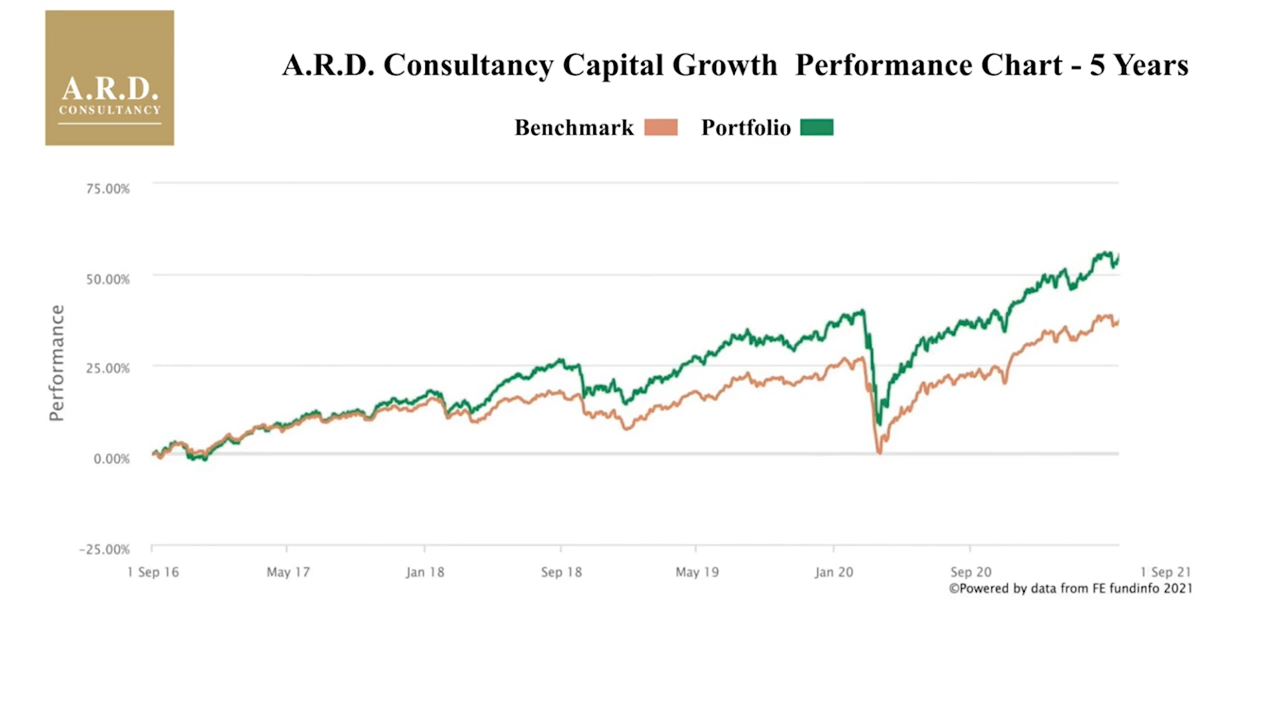 A.R.D.
CONSULTANCY
A.R.D. Consultancy Capital Growth  Performance Chart - 5 Years
Benchmark Portfolio
Performance
75.00%
50.00%
25.00%
0.00%
-25.00%
1 Sep 16 May 17 Jan 18 Sep 18 May 19 Jan 20 Sep 20 1 Sep 21
©Powered by data from FE fundinfo 2021